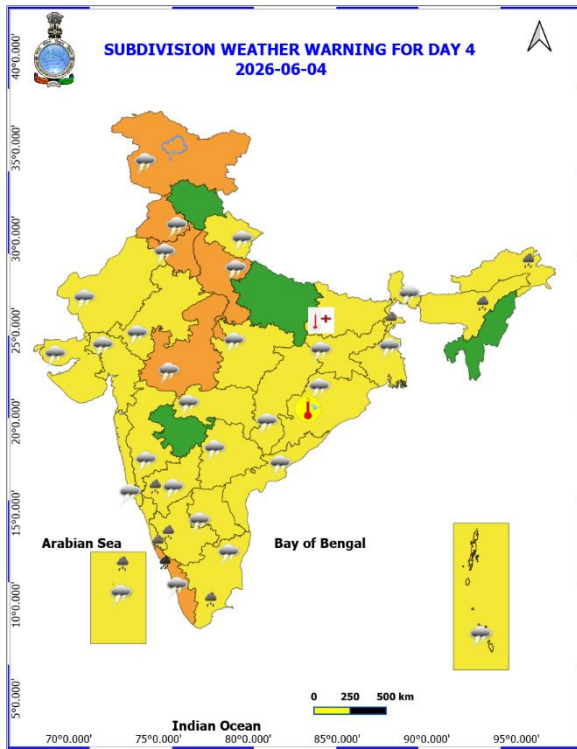 SUBDIVISION WEATHER WARNING FOR DAY 4
2026-06-04
40°0.000'
35°0.000'
30°0.000'
25°0.000'
20°0.000'
15°0.000'
10°0.000'
5°0.000'
Arabian Sea
Bay of Bengal
0 250 500 km
Indian Ocean
70°0.000' 75°0.000' 80°0.000' 85°0.000' 90°0.000' 95°0.000'